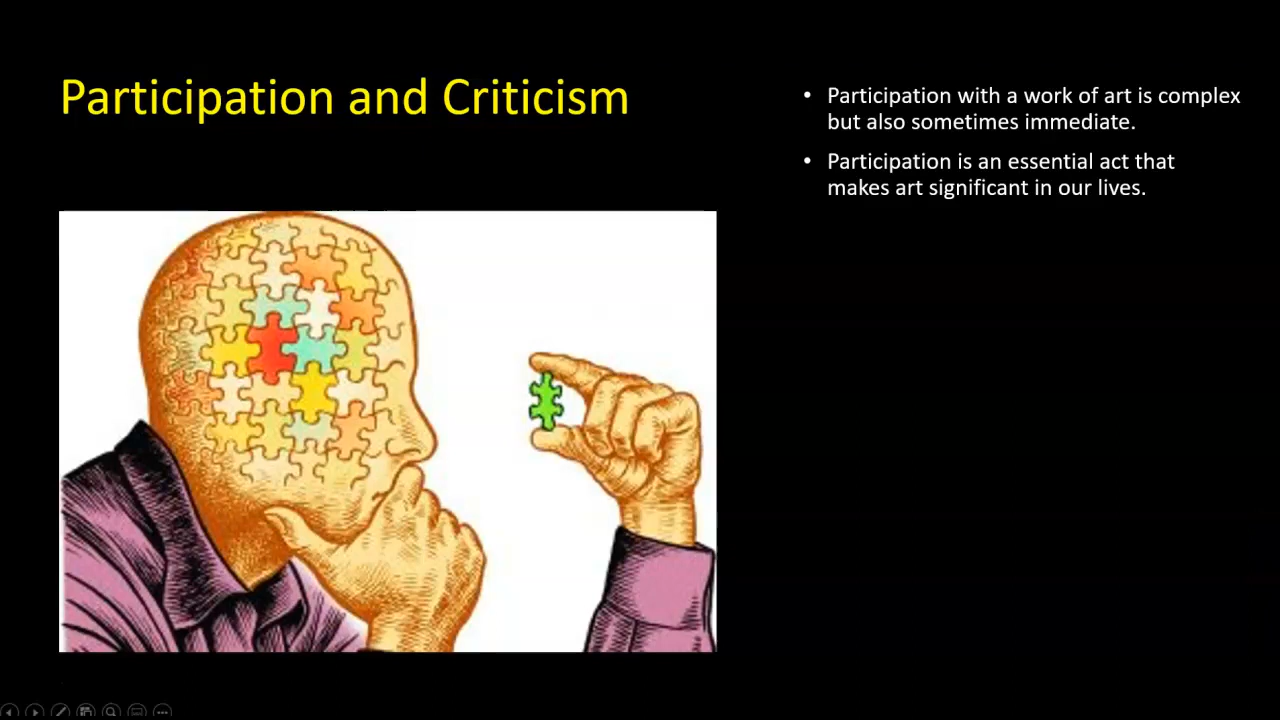 Participation and Criticism
• Participation with a work of art is complex
but also sometimes immediate.
• Participation is an essential act that
makes art significant in our lives.